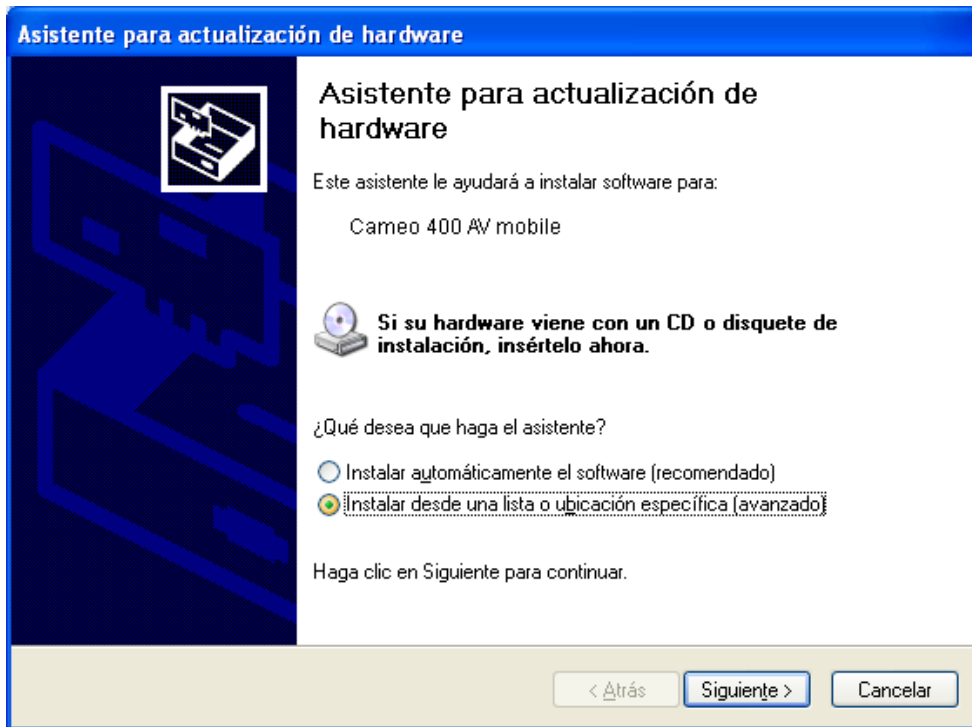 Asistente para actualización de hardware
Asistente para actualización de
hardware
Este asistente le ayudará a instalar software para:
Cameo 400 AV mobile
Si su hardware viene con un CD o disquete de
instalación, insértelo ahora.
¿Qué desea que haga el asistente?
Instalar automáticamente el software (recomendado)
Instalar desde una lista o ubicación específica (avanzado)
Haga clic en Siguiente para continuar.
< Atrás Siguiente > Cancelar